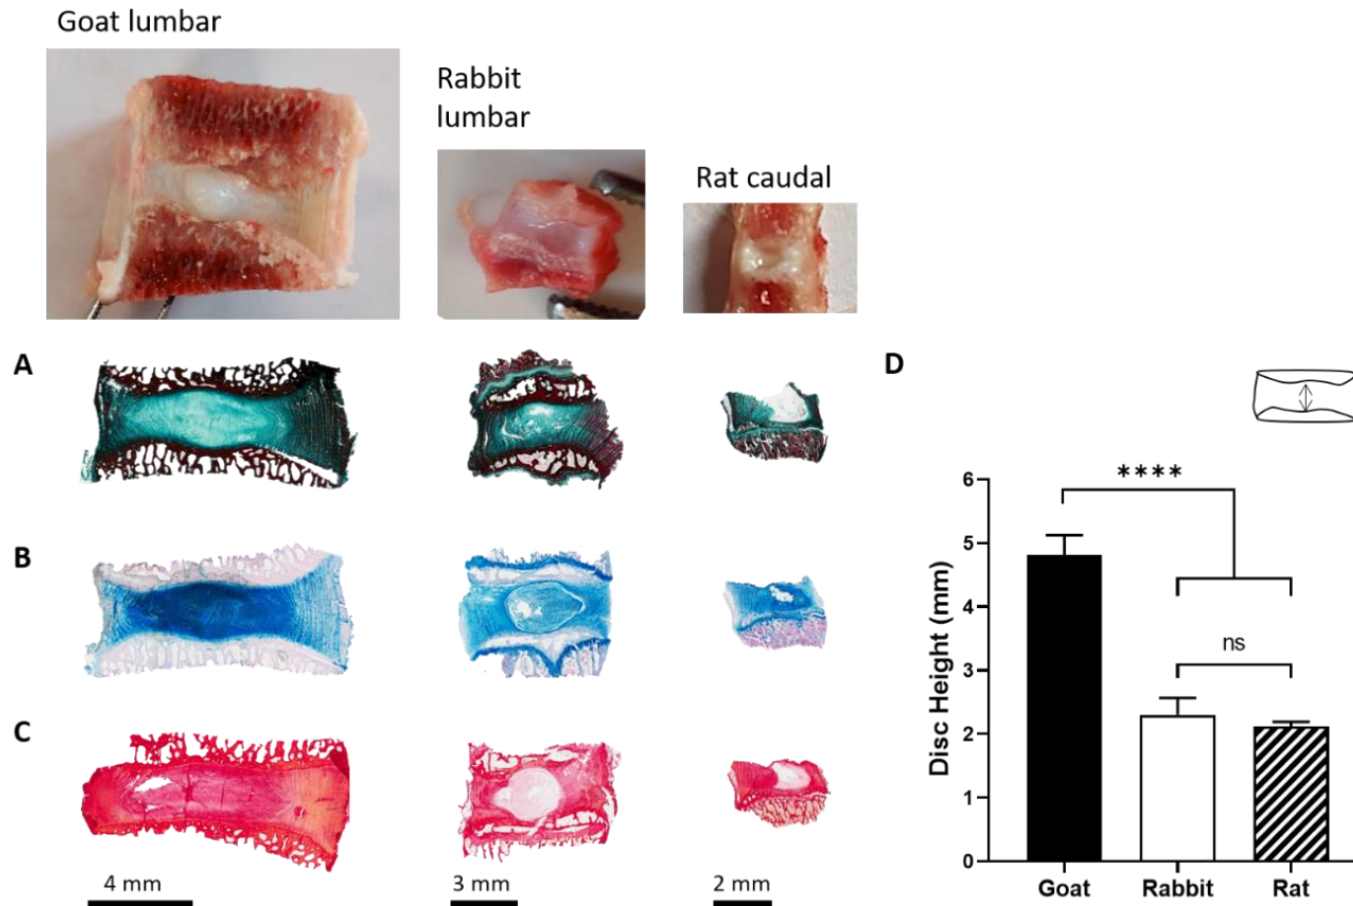 Goat lumbar
Rabbit
lumbar
Rat caudal
A
D
****
6
5
B
4
ns
3
2
C
1
0
Disc Height (mm)
Goat Rabbit Rat
4 mm
3 mm
2 mm